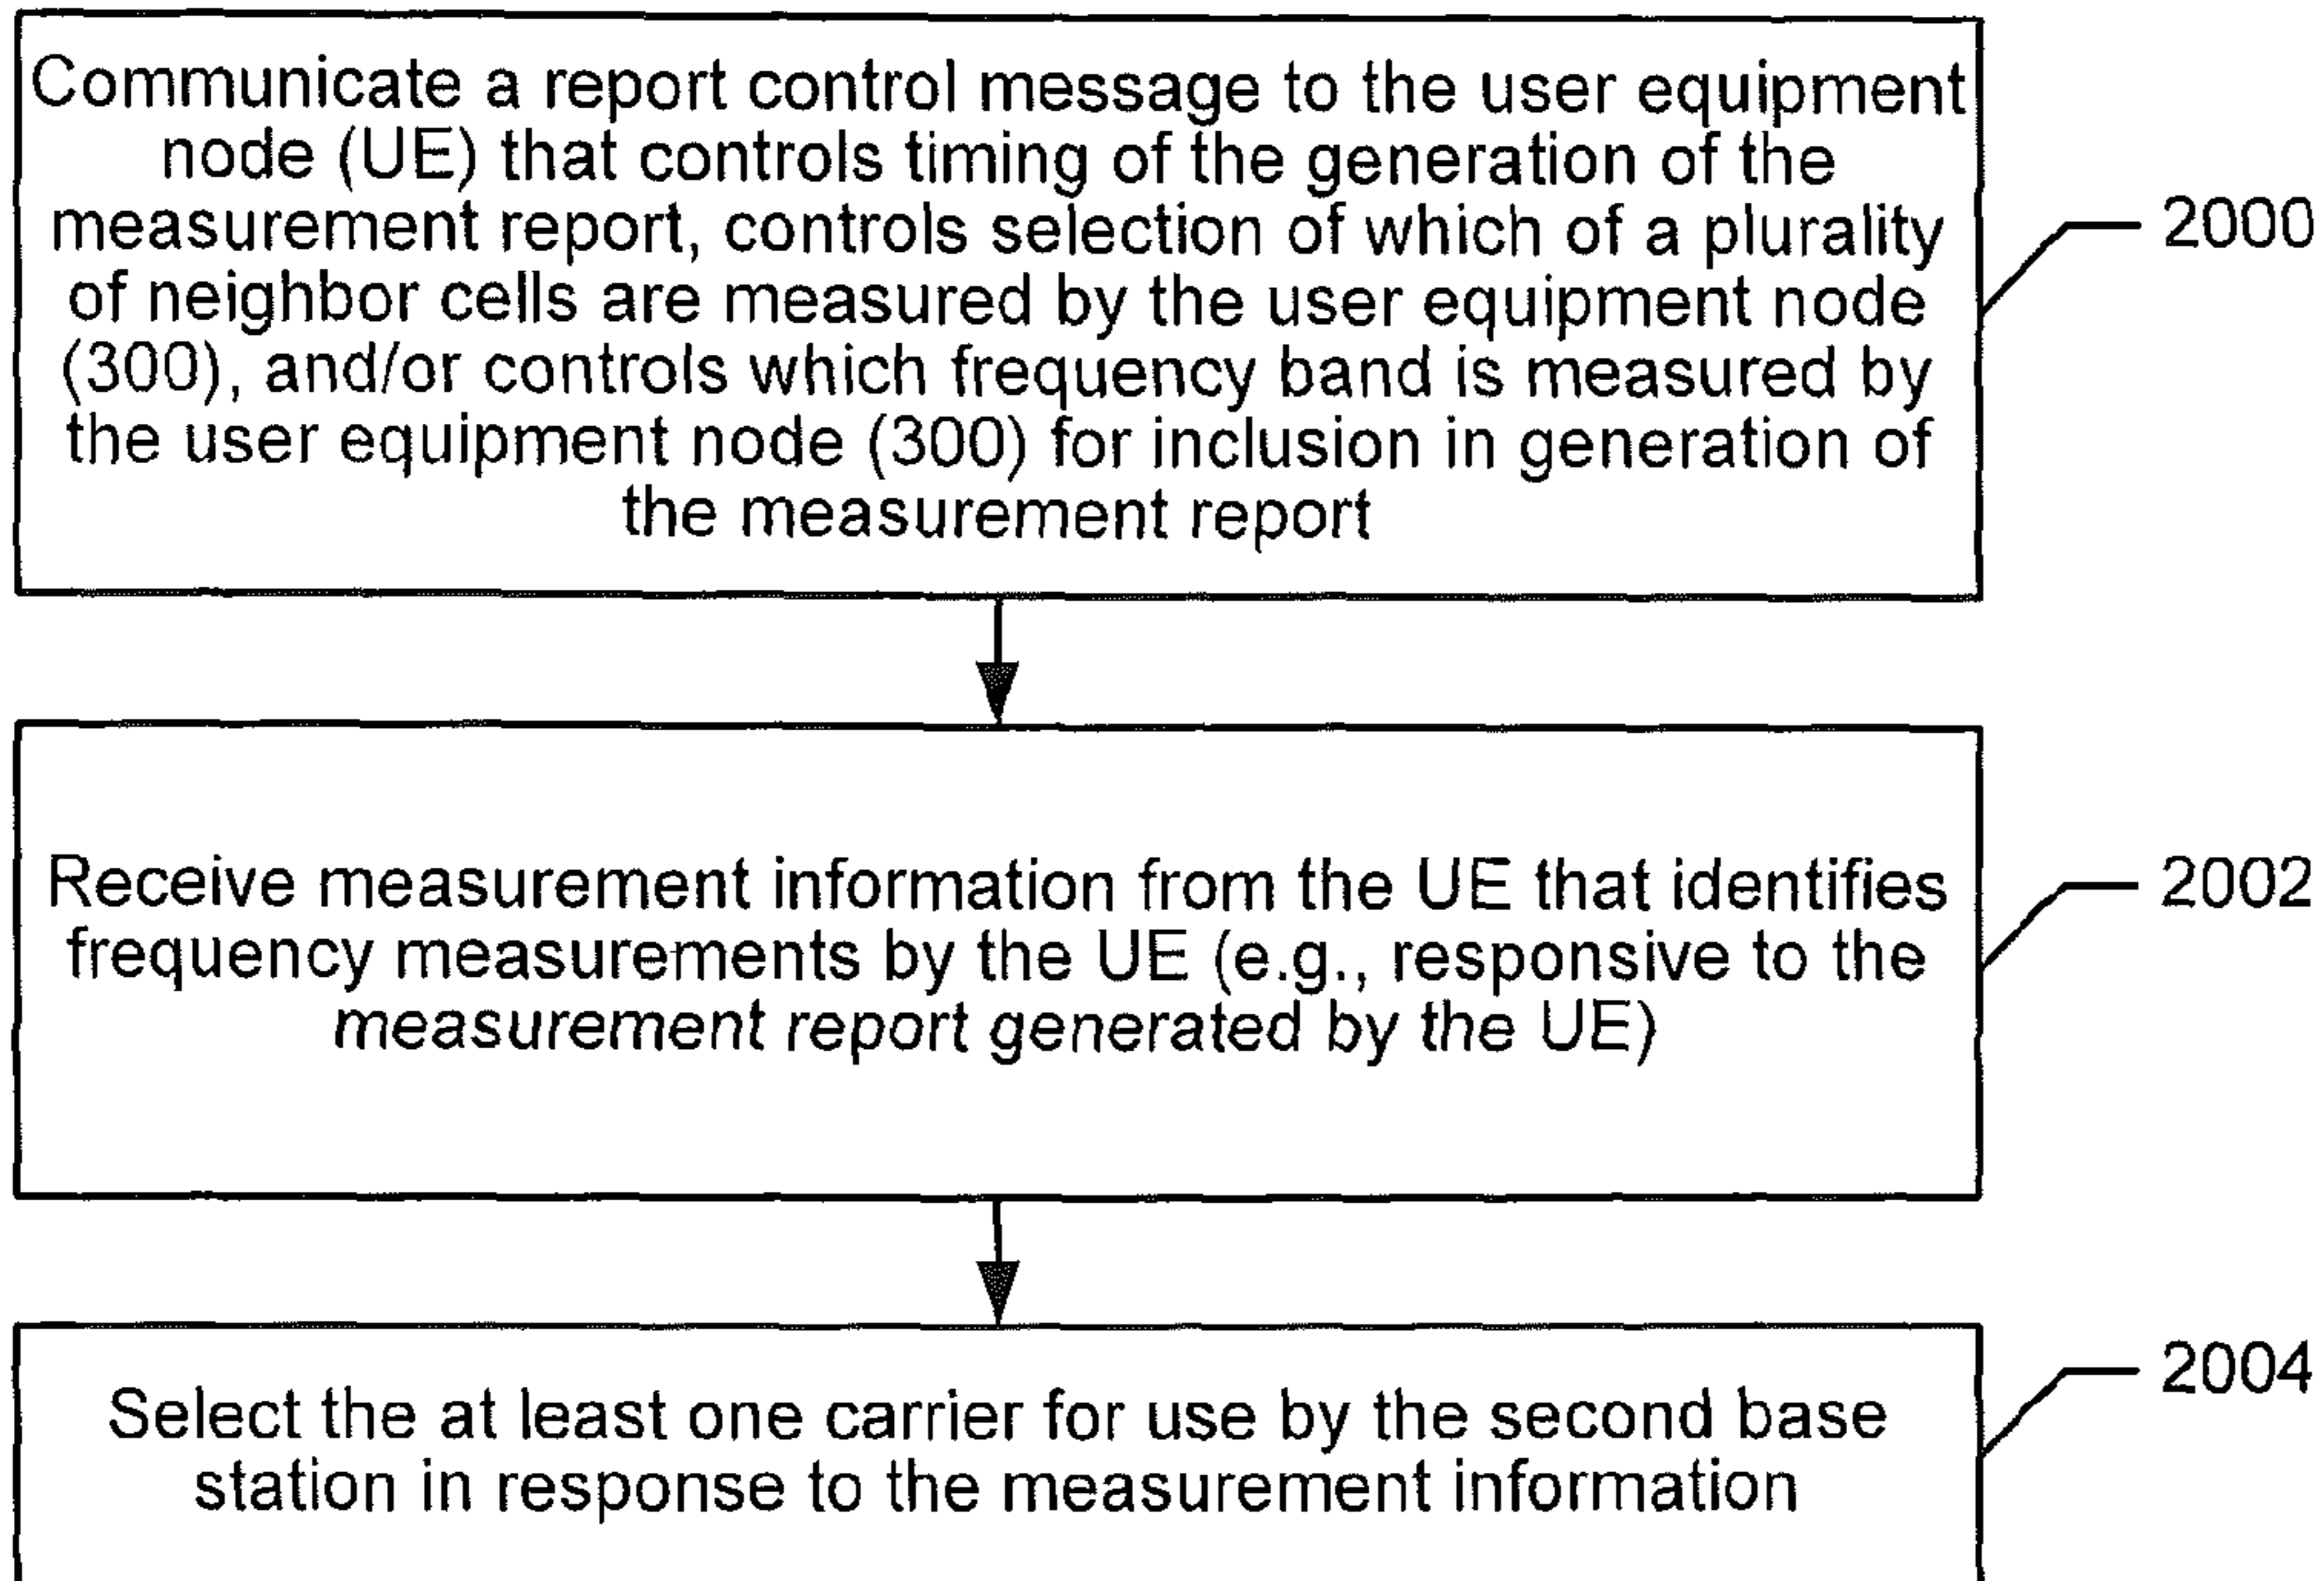 Communicate a report control message to the user equipment
node (UE) that controls timing of the generation of the
measurement report, controls selection of which of a plurality
of neighbor cells are measured by the user equipment node
(300), and/or controls which frequency band is measured by
the user equipment node (300) for inclusion in generation of
the measurement report
2000
Receive measurement information from the UE that identifies
frequency measurements by the UE (e.g., responsive to the
measurement report generated by the UE)
2002
Select the at least one carrier for use by the second base
station in response to the measurement information
2004